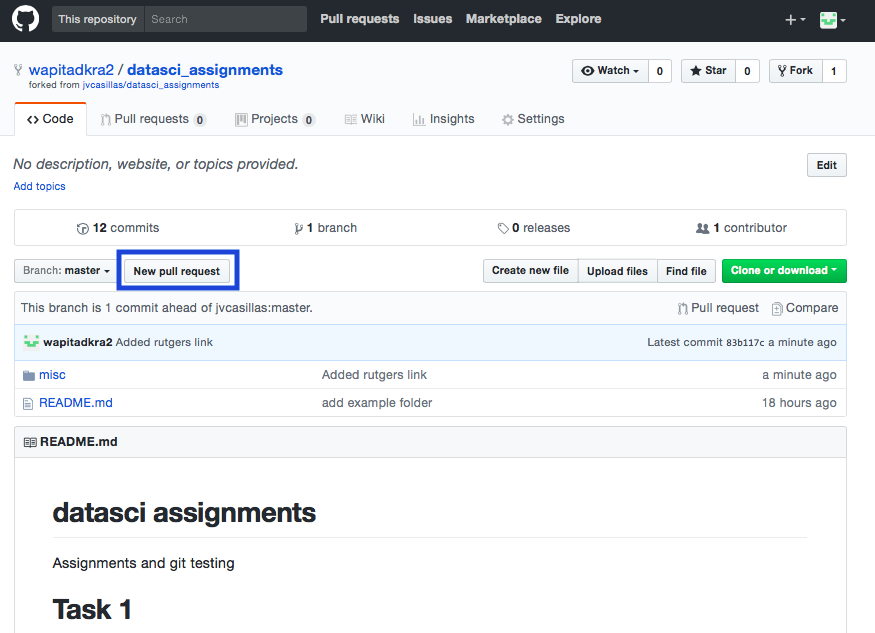 This repository Search Pull requests Issues Marketplace Explore
wapitadkra2 / datasci_assignments Watch 0 Star 0 Fork 1
forked from jvcasillas/datasci_assignments
Code Pull requests 0 Projects 0 Wiki Insights Settings
No description, website, or topics provided. Edit
Add topics
12 commits 1 branch 0 releases 1 contributor
Branch: master New pull request Create new file Upload files Find file Clone or download
This branch is 1 commit ahead of jvcasillas:master. Pull request Compare
wapitadkra2 Added rutgers link Latest commit 83b117c a minute ago
misc Added rutgers link a minute ago
README.md add example folder 18 hours ago
README.md
datasci assignments
Assignments and git testing
Task 1